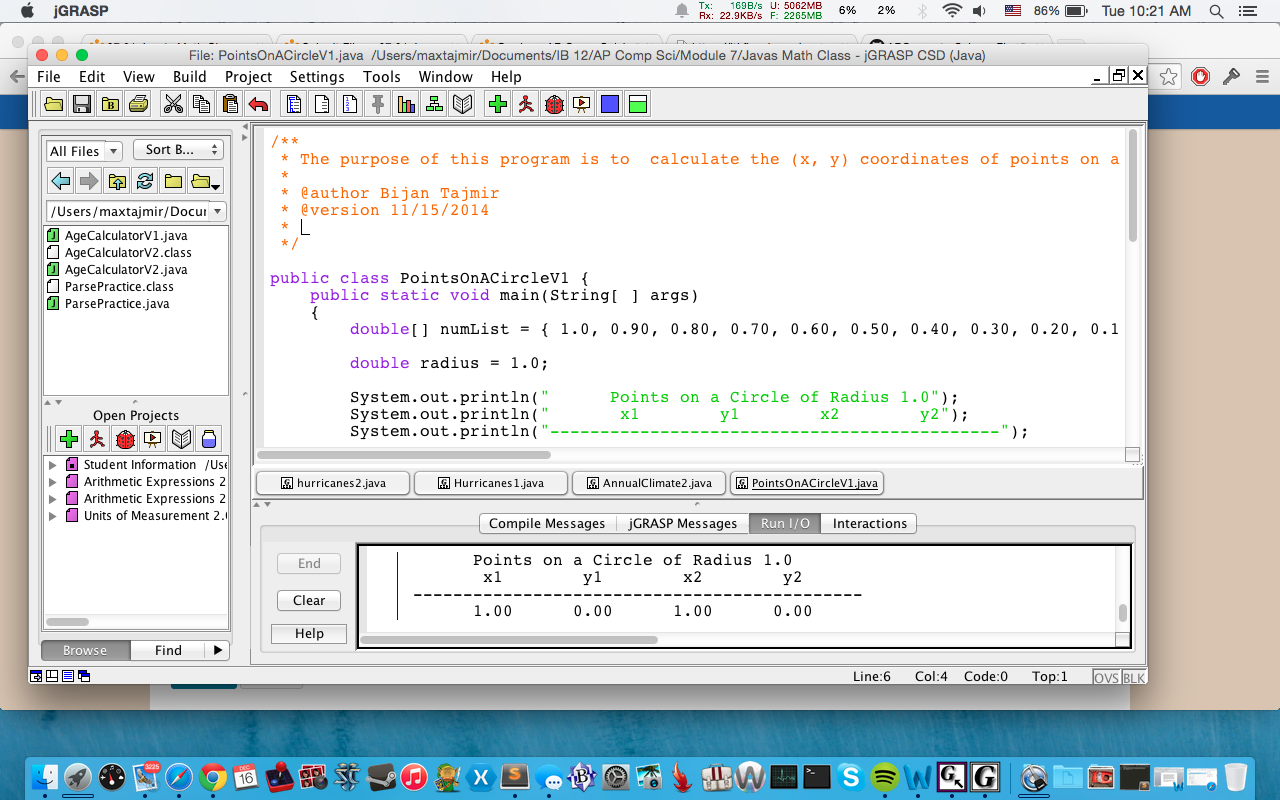 jGRASP
Tx: 169B/s U: 5062MB
Rx: 22.9KB/s F: 2265MB
6% 2% 86% Tue 10:21 AM
File: PointsOnACircleV1.java /Users/maxtajmir/Documents/IB 12/AP Comp Sci/Module 7/Javas Math Class - jGRASP CSD (Java)
File Edit View Build Project Settings Tools Window Help
All Files Sort B...
/Users/maxtajmir/Docur
AgeCalculatorV1.java
AgeCalculatorV2.class
AgeCalculatorV2.java
ParsePractice.class
ParsePractice.java
Open Projects
Student Information /Use
Arithmetic Expressions 2
Arithmetic Expressions 2
Units of Measurement 2.0
Browse Find
/**
* The purpose of this program is to  calculate the (x, y) coordinates of points on a
*
* @author Bijan Tajmir
* @version 11/15/2014
*
*/
public class PointsOnACircleV1 {
public static void main(String[ ] args)
{
double[] numList = { 1.0, 0.90, 0.80, 0.70, 0.60, 0.50, 0.40, 0.30, 0.20, 0.1
double radius = 1.0;
System.out.println("      Points on a Circle of Radius 1.0");
System.out.println("       x1        y1        x2        y2");
System.out.println("---------------------------------------------");
hurricanes2.java Hurricanes1.java AnnualClimate2.java PointsOnACircleV1.java
Compile Messages jGRASP Messages Run I/O Interactions
End
Clear
Help
Points on a Circle of Radius 1.0
x1 y1 x2 y2
---------------------------------------------
1.00 0.00 1.00 0.00
Line:6 Col:4 Code:0 Top:1 OVS BLK
3225
DEC
16